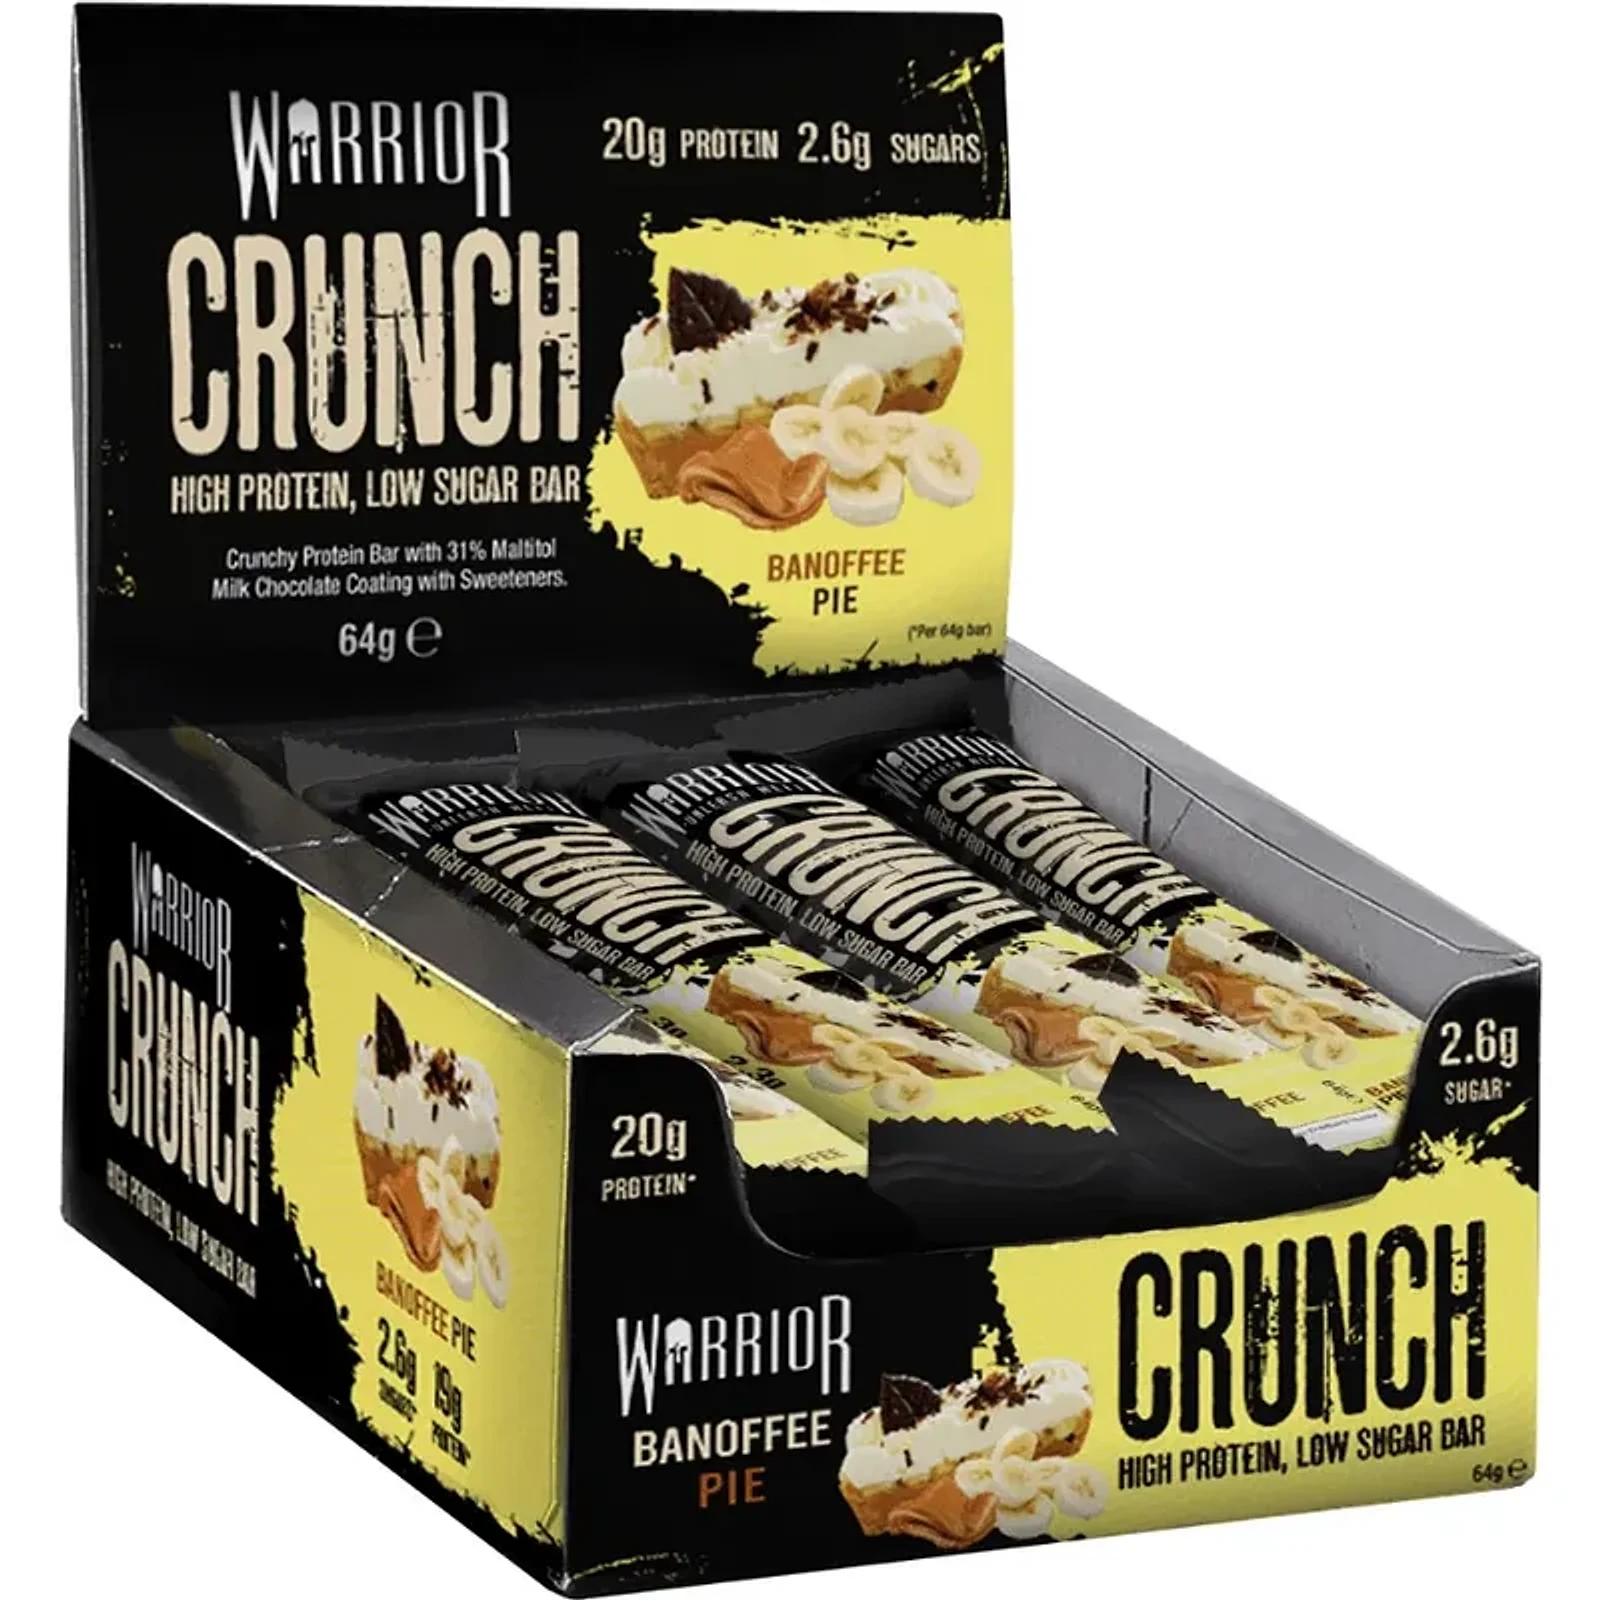 WARRIOR
20g PROTEIN 2.6g SUGARS
CRUNCH
HIGH PROTEIN, LOW SUGAR BAR
Crunchy Protein Bar with 31% Maltitol
Milk Chocolate Coating with Sweeteners.
64g ℮
BANOFFEE
PIE
(*Per 64g bar)
WARRIOR
CRUNCH
HIGH PROTEIN, LOW SUGAR BAR
WARRIOR
CRUNCH
HIGH PROTEIN, LOW SUGAR BAR
WARRIOR
CRUNCH
HIGH PROTEIN, LOW SUGAR BAR
WARRIOR
CRUNCH
HIGH PROTEIN, LOW SUGAR BAR
BANOFFEE PIE
2.6g
SUGARS*
19g
PROTEIN*
20g
PROTEIN*
2.6g
SUGAR*
WARRIOR
BANOFFEE
PIE
CRUNCH
HIGH PROTEIN, LOW SUGAR BAR
64g ℮